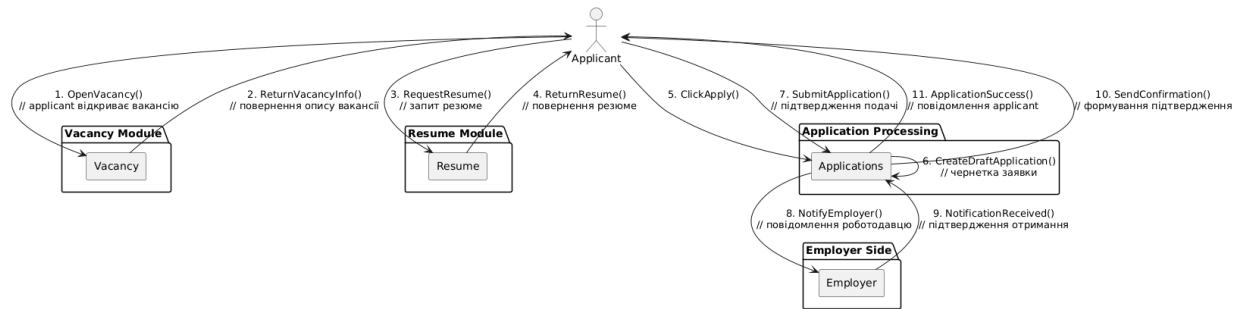 Applicant
1. OpenVacancy()
// applicant відкриває вакансію
2. ReturnVacancyInfo()
// повернення опису вакансії
3. RequestResume()
// запит резюме
4. ReturnResume()
// повернення резюме
5. ClickApply()
7. SubmitApplication()
// підтвердження подачі
11. ApplicationSuccess()
// повідомлення applicant
10. SendConfirmation()
// формування підтвердження
Vacancy Module
Vacancy
Resume Module
Resume
Application Processing
Applications
6. CreateDraftApplication()
// чернетка заявки
8. NotifyEmployer()
// повідомлення роботодавцю
9. NotificationReceived()
// підтвердження отримання
Employer Side
Employer